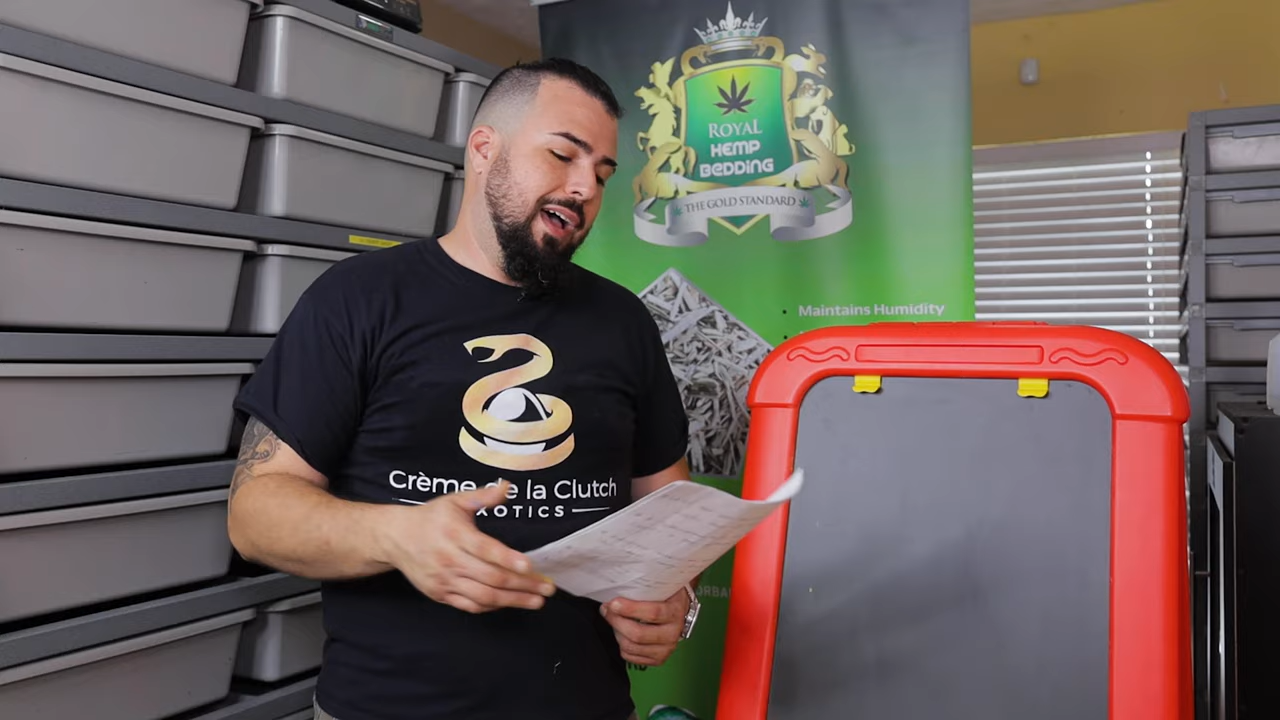 ROYAL
HEMP
BEDDING
THE GOLD STANDARD
• Maintains Humidity
Crème de la Clutch
XOTICS